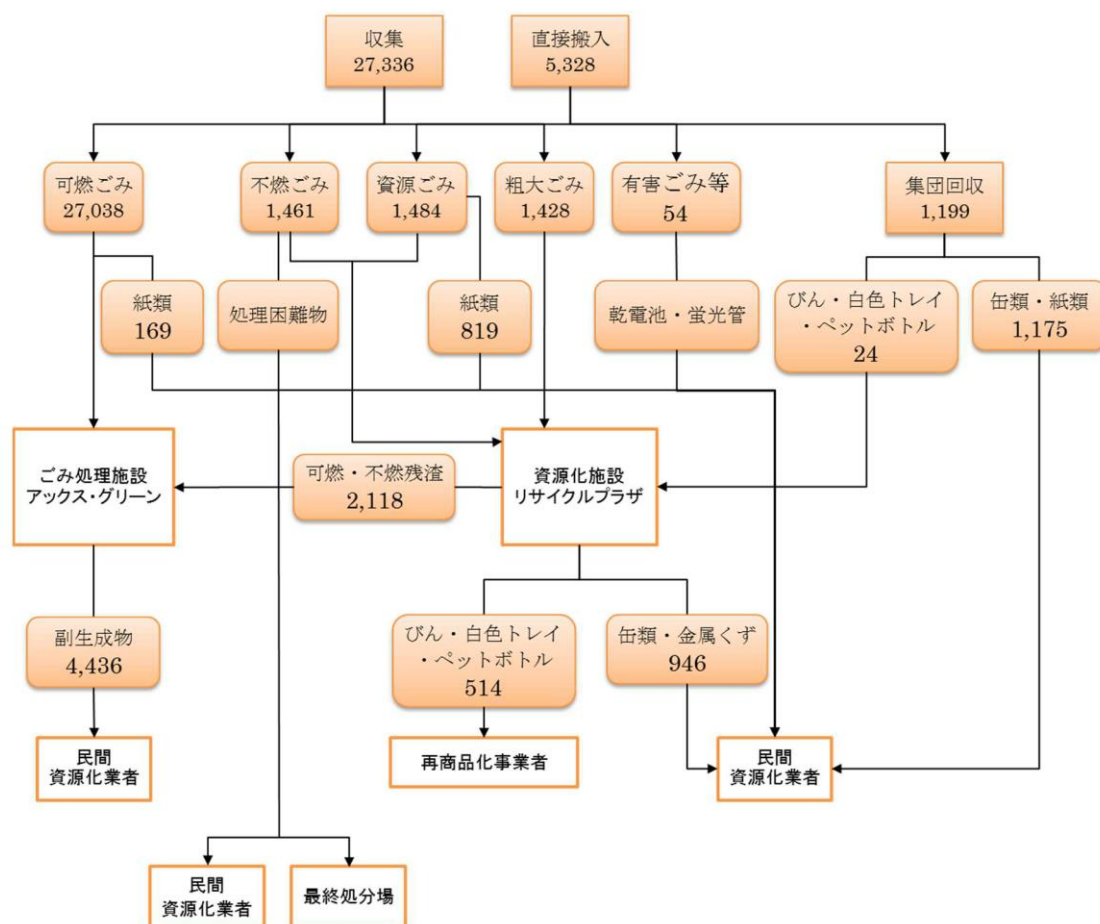 収集
27,336
直接搬入
5,328
可燃ごみ
27,038
不燃ごみ
1,461
資源ごみ
1,484
粗大ごみ
1,428
有害ごみ等
54
集団回収
1,199
紙類
169
処理困難物
紙類
819
乾電池・蛍光管
びん・白色トレイ
・ペットボトル
24
缶類・紙類
1,175
ごみ処理施設
アックス・グリーン
可燃・不燃残渣
2,118
資源化施設
リサイクルプラザ
副生成物
4,436
びん・白色トレイ
・ペットボトル
514
缶類・金属くず
946
民間
資源化業者
再商品化事業者
民間
資源化業者
民間
資源化業者
最終処分場